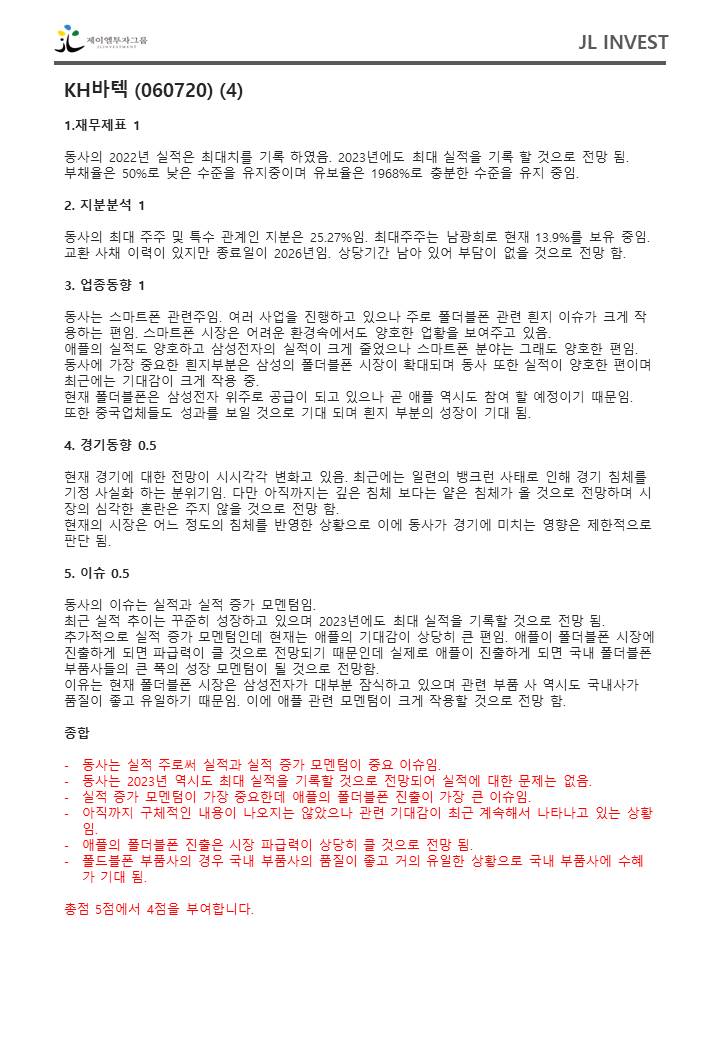 제이엘투자그룹
JLINVESTMENT
JL INVEST
KH바텍 (060720) (4)
1.재무제표 1
동사의 2022년 실적은 최대치를 기록 하였음. 2023년에도 최대 실적을 기록 할 것으로 전망 됨.
부채율은 50%로 낮은 수준을 유지중이며 유보율은 1968%로 충분한 수준을 유지 중임.
2. 지분분석 1
동사의 최대 주주 및 특수 관계인 지분은 25.27%임. 최대주주는 남광희로 현재 13.9%를 보유 중임.
교환 사채 이력이 있지만 종료일이 2026년임. 상당기간 남아 있어 부담이 없을 것으로 전망 함.
3. 업종동향 1
동사는 스마트폰 관련주임. 여러 사업을 진행하고 있으나 주로 폴더블폰 관련 흰지 이슈가 크게 작
용하는 편임. 스마트폰 시장은 어려운 환경속에서도 양호한 업황을 보여주고 있음.
애플의 실적도 양호하고 삼성전자의 실적이 크게 줄었으나 스마트폰 분야는 그래도 양호한 편임.
동사에 가장 중요한 흰지부분은 삼성의 폴더블폰 시장이 확대되며 동사 또한 실적이 양호한 편이며
최근에는 기대감이 크게 작용 중.
현재 폴더블폰은 삼성전자 위주로 공급이 되고 있으나 곧 애플 역시도 참여 할 예정이기 때문임.
또한 중국업체들도 성과를 보일 것으로 기대 되며 흰지 부분의 성장이 기대 됨.
4. 경기동향 0.5
현재 경기에 대한 전망이 시시각각 변화고 있음. 최근에는 일련의 뱅크런 사태로 인해 경기 침체를
기정 사실화 하는 분위기임. 다만 아직까지는 깊은 침체 보다는 얕은 침체가 올 것으로 전망하며 시
장의 심각한 혼란은 주지 않을 것으로 전망 함.
현재의 시장은 어느 정도의 침체를 반영한 상황으로 이에 동사가 경기에 미치는 영향은 제한적으로
판단 됨.
5. 이슈 0.5
동사의 이슈는 실적과 실적 증가 모멘텀임.
최근 실적 추이는 꾸준히 성장하고 있으며 2023년에도 최대 실적을 기록할 것으로 전망 됨.
추가적으로 실적 증가 모멘텀인데 현재는 애플의 기대감이 상당히 큰 편임. 애플이 폴더블폰 시장에
진출하게 되면 파급력이 클 것으로 전망되기 때문인데 실제로 애플이 진출하게 되면 국내 폴더블폰
부품사들의 큰 폭의 성장 모멘텀이 될 것으로 전망함.
이유는 현재 폴더블폰 시장은 삼성전자가 대부분 잠식하고 있으며 관련 부품 사 역시도 국내사가
품질이 좋고 유일하기 때문임. 이에 애플 관련 모멘텀이 크게 작용할 것으로 전망 함.
종합
- 동사는 실적 주로써 실적과 실적 증가 모멘텀이 중요 이슈임.
- 동사는 2023년 역시도 최대 실적을 기록할 것으로 전망되어 실적에 대한 문제는 없음.
- 실적 증가 모멘텀이 가장 중요한데 애플의 폴더블폰 진출이 가장 큰 이슈임.
- 아직까지 구체적인 내용이 나오지는 않았으나 관련 기대감이 최근 계속해서 나타나고 있는 상황
임.
- 애플의 폴더블폰 진출은 시장 파급력이 상당히 클 것으로 전망 됨.
- 폴드블폰 부품사의 경우 국내 부품사의 품질이 좋고 거의 유일한 상황으로 국내 부품사에 수혜
가 기대 됨.
총점 5점에서 4점을 부여합니다.